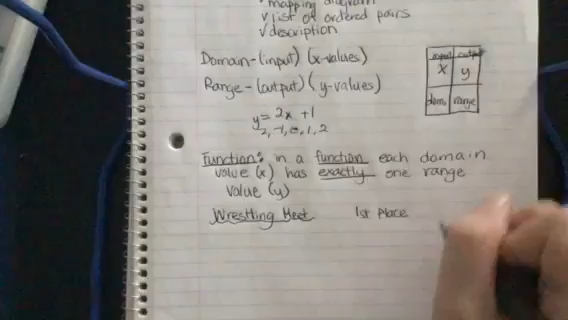 mapping diagram
√ list of ordered pairs
√ description
Domain-(input) (x-values)
Range-(output) (y-values)
input output
x y
dom. range
y=2x+1
-2,-1,0,1,2
Function: in a function each domain
value (x) has exactly one range
value (y)
Wrestling Meet 1st place